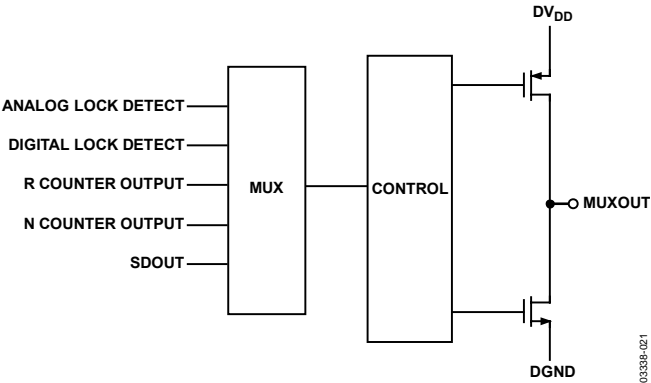 DVDD
ANALOG LOCK DETECT
DIGITAL LOCK DETECT
R COUNTER OUTPUT
N COUNTER OUTPUT
SDOUT
MUX
CONTROL
MUXOUT
DGND
03338-021